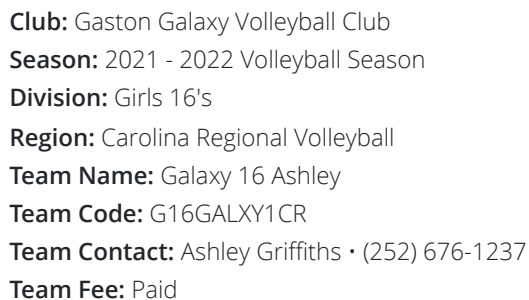 Club: Gaston Galaxy Volleyball Club
Season: 2021 - 2022 Volleyball Season
Division: Girls 16's
Region: Carolina Regional Volleyball
Team Name: Galaxy 16 Ashley
Team Code: G16GALXY1CR
Team Contact: Ashley Griffiths • (252) 676-1237
Team Fee: Paid